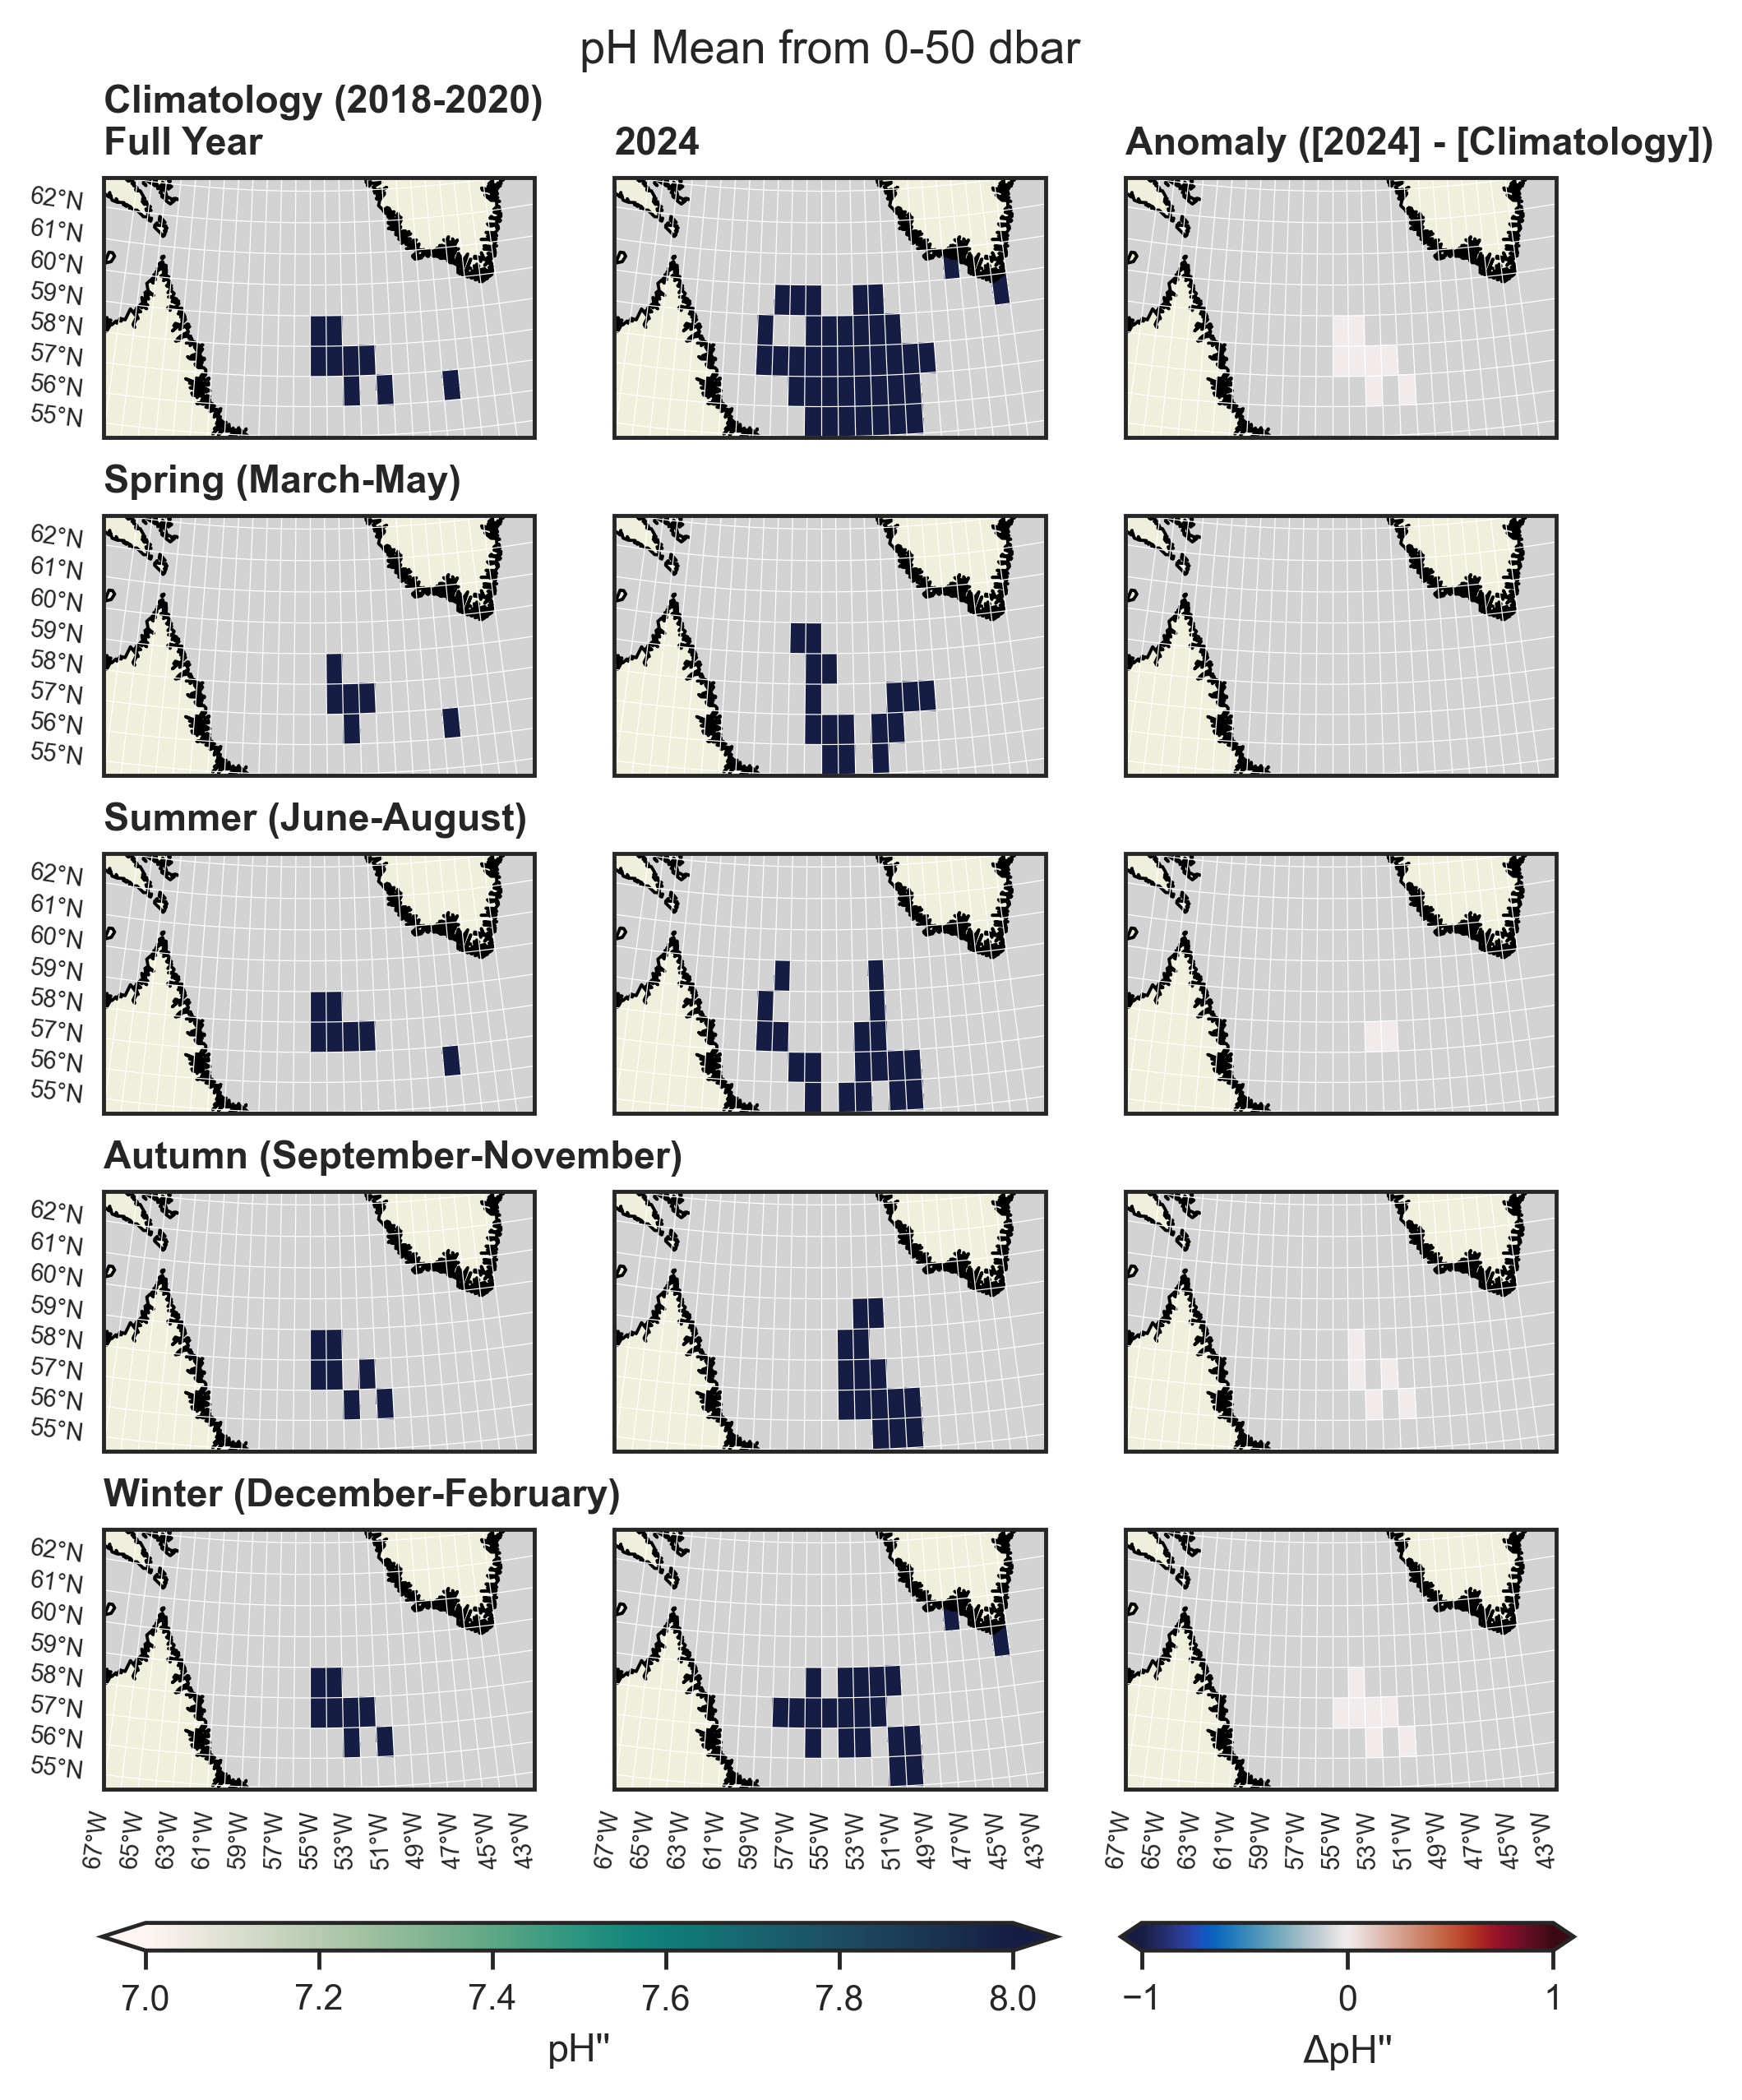 pH Mean from 0-50 dbar
Climatology (2018-2020)
Full Year
2024
Anomaly ([2024] - [Climatology])
62°N
61°N
60°N
59°N
58°N
57°N
56°N
55°N
Spring (March-May)
62°N
61°N
60°N
59°N
58°N
57°N
56°N
55°N
Summer (June-August)
62°N
61°N
60°N
59°N
58°N
57°N
56°N
55°N
Autumn (September-November)
62°N
61°N
60°N
59°N
58°N
57°N
56°N
55°N
Winter (December-February)
62°N
61°N
60°N
59°N
58°N
57°N
56°N
55°N
67°W 65°W 63°W 61°W 59°W 57°W 55°W 53°W 51°W 49°W 47°W 45°W 43°W
67°W 65°W 63°W 61°W 59°W 57°W 55°W 53°W 51°W 49°W 47°W 45°W 43°W
67°W 65°W 63°W 61°W 59°W 57°W 55°W 53°W 51°W 49°W 47°W 45°W 43°W
7.0 7.2 7.4 7.6 7.8 8.0
pH"
−1 0 1
ΔpH"